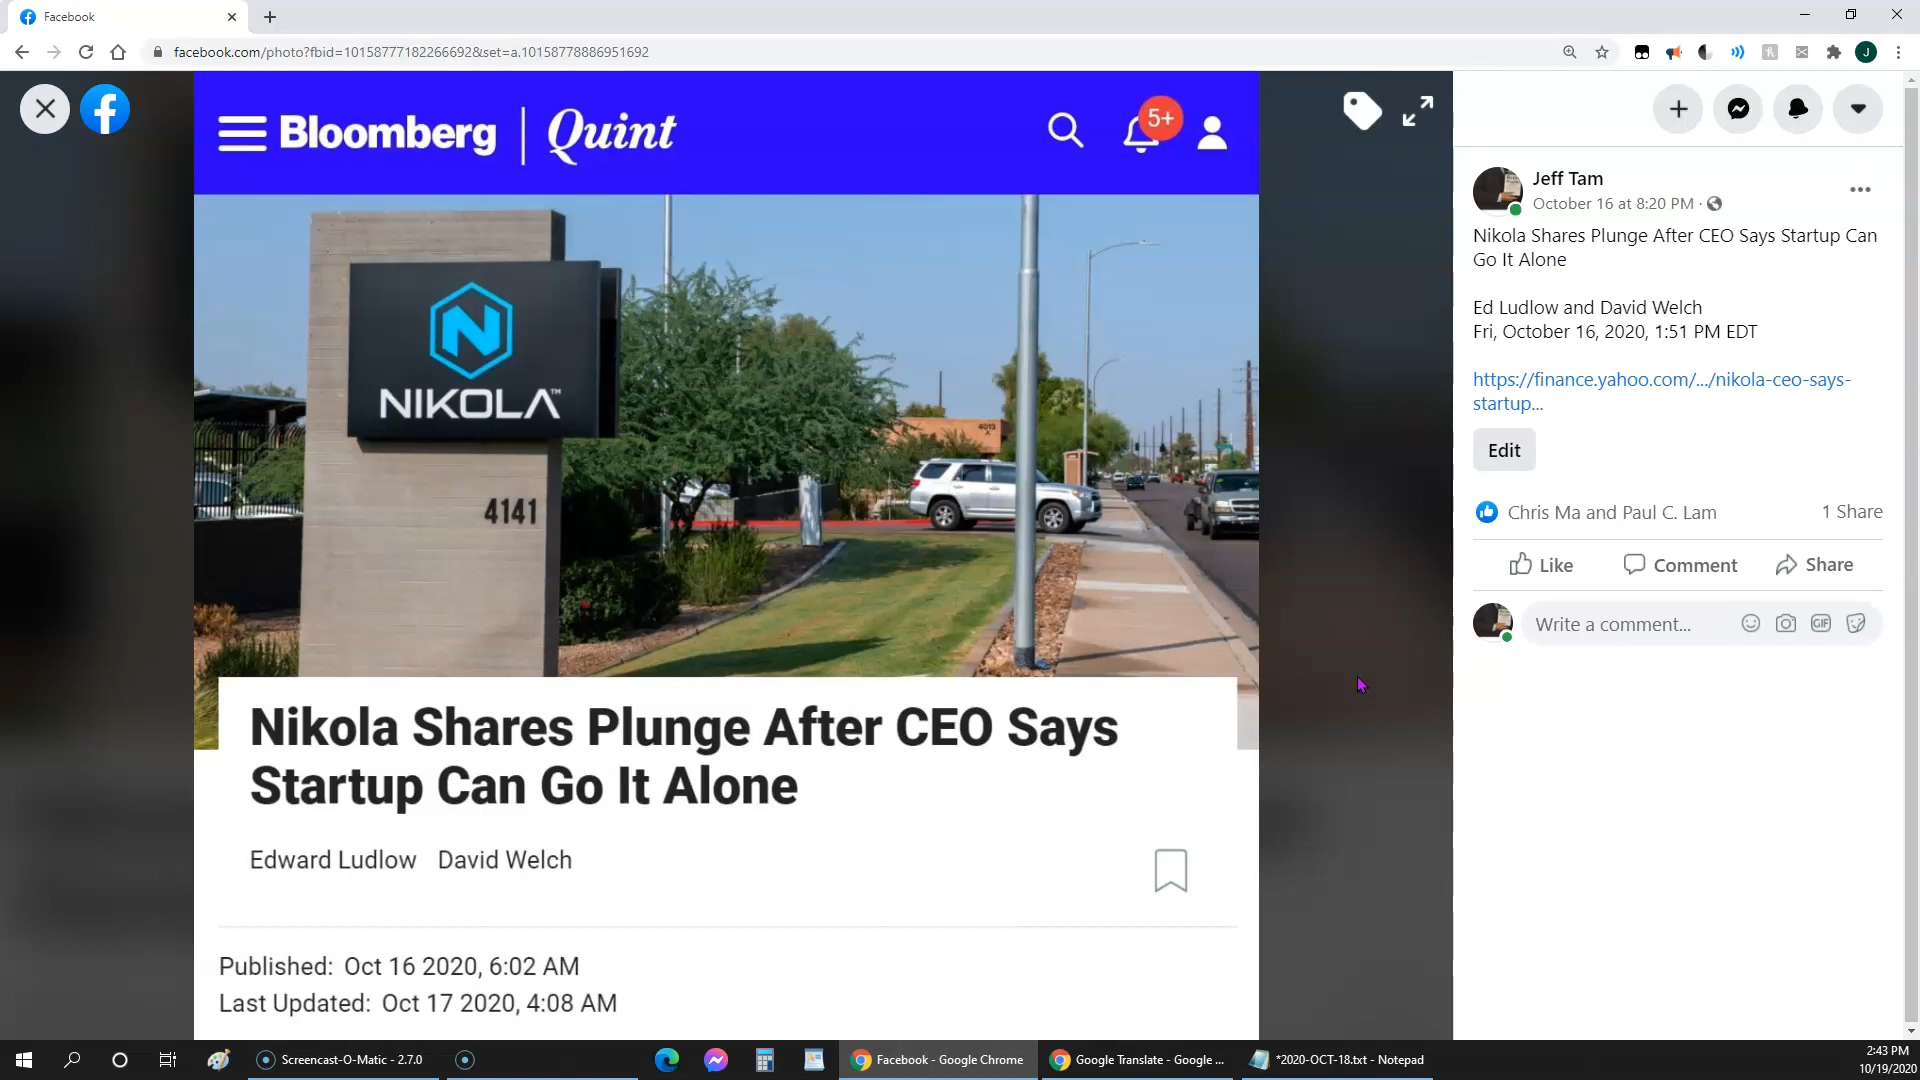 Facebook
facebook.com/photo?fbid=10158777182266692&set=a.10158778886951692
J
Bloomberg | Quint
5+
NIKOLA™
4141
4013
Nikola Shares Plunge After CEO Says
Startup Can Go It Alone
Edward Ludlow David Welch
Published: Oct 16 2020, 6:02 AM
Last Updated: Oct 17 2020, 4:08 AM
Jeff Tam
October 16 at 8:20 PM ·
Nikola Shares Plunge After CEO Says Startup Can
Go It Alone
Ed Ludlow and David Welch
Fri, October 16, 2020, 1:51 PM EDT
https://finance.yahoo.com/.../nikola-ceo-says-
startup...
Edit
Chris Ma and Paul C. Lam 1 Share
Like Comment Share
Write a comment... GIF
Screencast-O-Matic - 2.7.0
Facebook - Google Chrome
Google Translate - Google ...
*2020-OCT-18.txt - Notepad
2:43 PM
10/19/2020